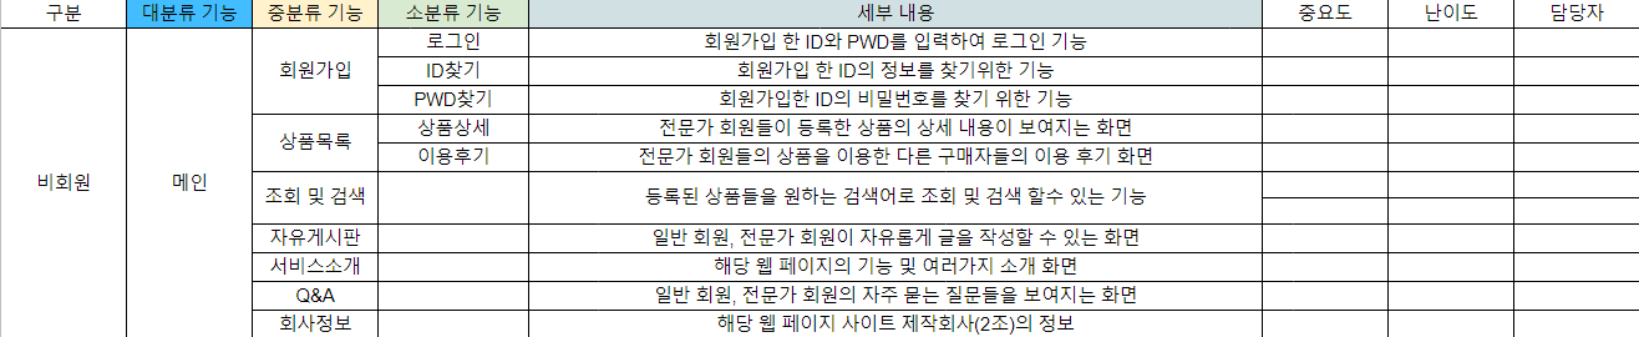 구분 대분류 기능 중분류 기능 소분류 기능 세부 내용 중요도 난이도 담당자
로그인 회원가입 한 ID와 PWD를 입력하여 로그인 기능
회원가입 ID찾기 회원가입 한 ID의 정보를 찾기위한 기능
PWD찾기 회원가입한 ID의 비밀번호를 찾기 위한 기능
상품목록 상품상세 전문가 회원들이 등록한 상품의 상세 내용이 보여지는 화면
이용후기 전문가 회원들의 상품을 이용한 다른 구매자들의 이용 후기 화면
비회원 메인 조회 및 검색 등록된 상품들을 원하는 검색어로 조회 및 검색 할수 있는 기능
자유게시판 일반 회원, 전문가 회원이 자유롭게 글을 작성할 수 있는 화면
서비스소개 해당 웹 페이지의 기능 및 여러가지 소개 화면
Q&A 일반 회원, 전문가 회원의 자주 묻는 질문들을 보여지는 화면
회사정보 해당 웹 페이지 사이트 제작회사(2조)의 정보